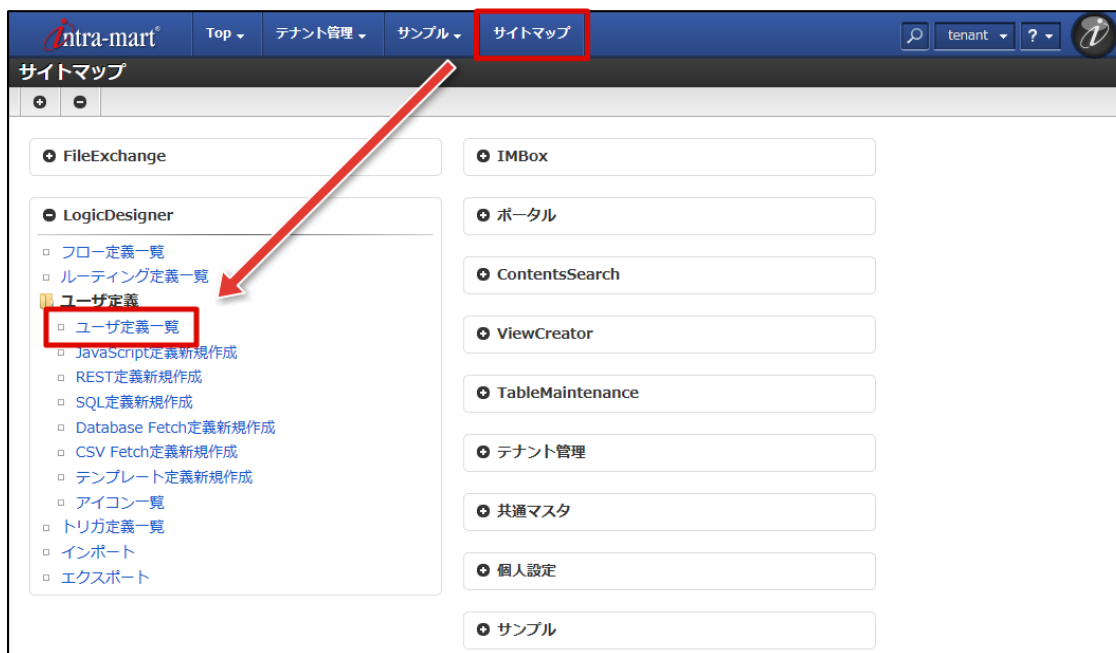 intra-mart® Top テナント管理 サンプル サイトマップ tenant ?
サイトマップ
FileExchange
LogicDesigner
フロー定義一覧
ルーティング定義一覧
ユーザ定義
ユーザ定義一覧
JavaScript定義新規作成
REST定義新規作成
SQL定義新規作成
Database Fetch定義新規作成
CSV Fetch定義新規作成
テンプレート定義新規作成
アイコン一覧
トリガ定義一覧
インポート
エクスポート
IMBox
ポータル
ContentsSearch
ViewCreator
TableMaintenance
テナント管理
共通マスタ
個人設定
サンプル